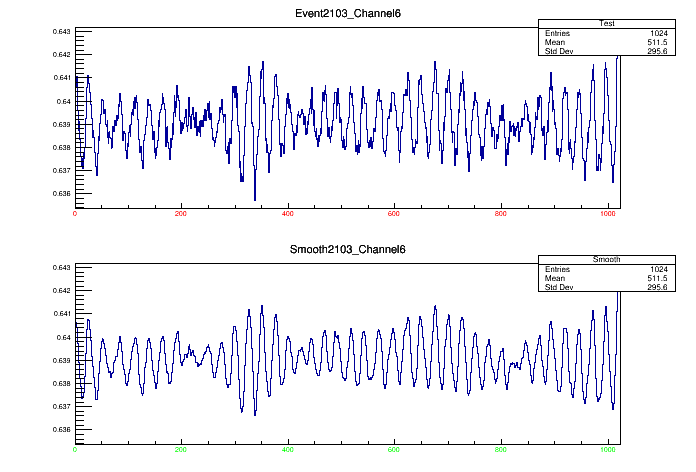 Event2103_Channel6
Test
Entries 1024
Mean 511.5
Std Dev 295.6
0.643
0.642
0.641
0.64
0.639
0.638
0.637
0.636
0 200 400 600 800 1000
Smooth2103_Channel6
Smooth
Entries 1024
Mean 511.5
Std Dev 295.6
0.643
0.642
0.641
0.64
0.639
0.638
0.637
0.636
0 200 400 600 800 1000